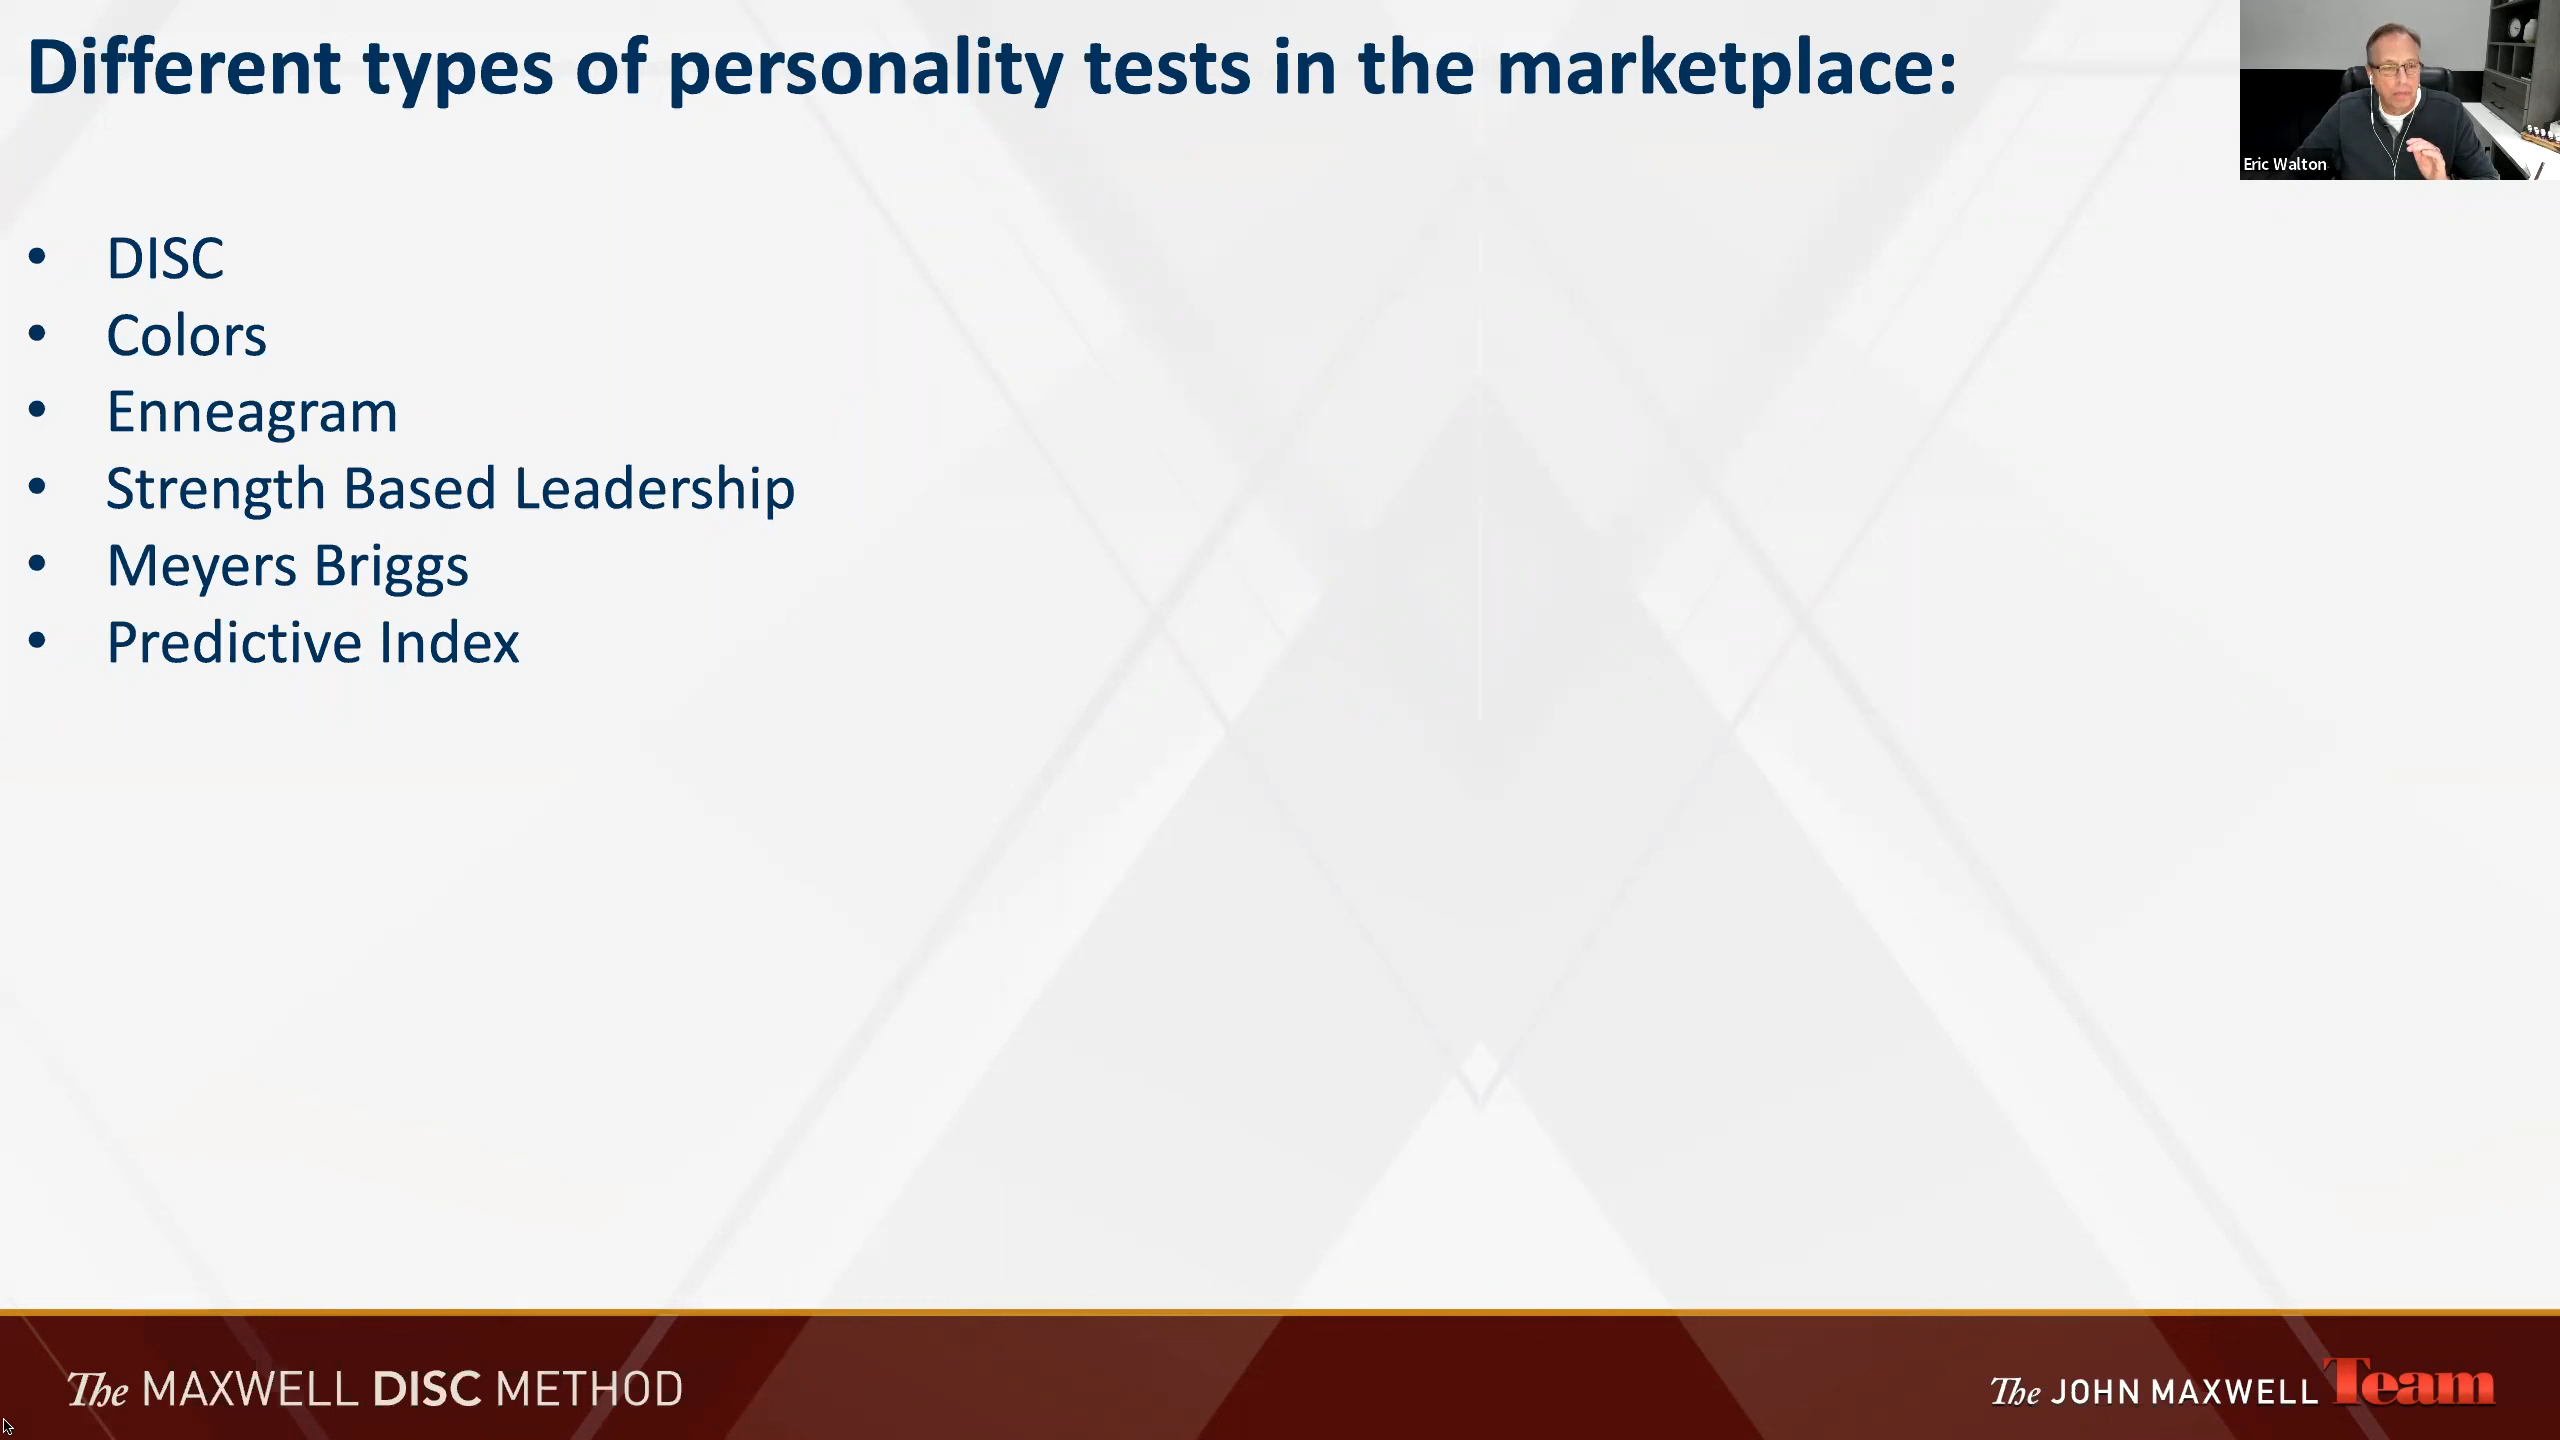 Different types of personality tests in the marketplace:
Eric Walton
• DISC
• Colors
• Enneagram
• Strength Based Leadership
• Meyers Briggs
• Predictive Index
The MAXWELL DISC METHOD
The JOHN MAXWELL Team